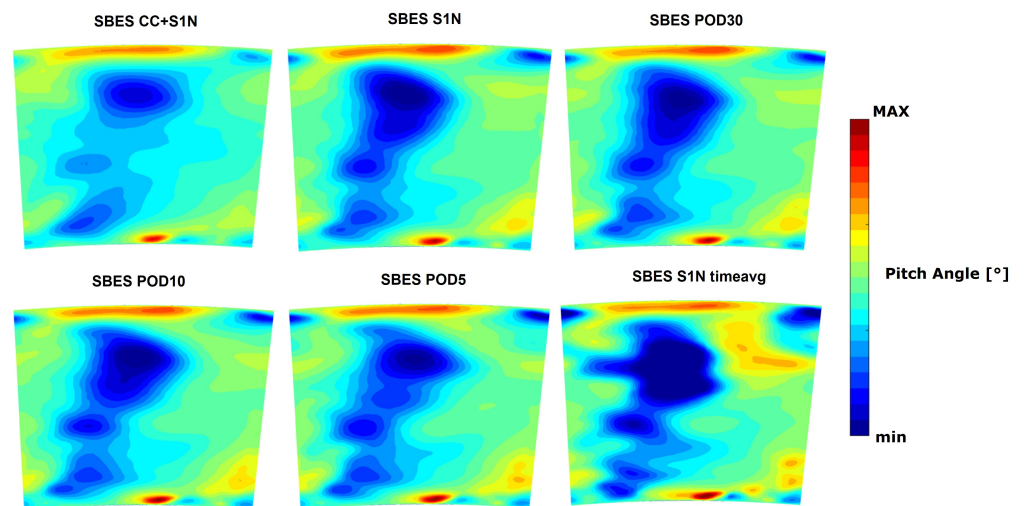 SBES CC+S1N
SBES S1N
SBES POD30
MAX
Pitch Angle [°]
min
SBES POD10
SBES POD5
SBES S1N timeavg